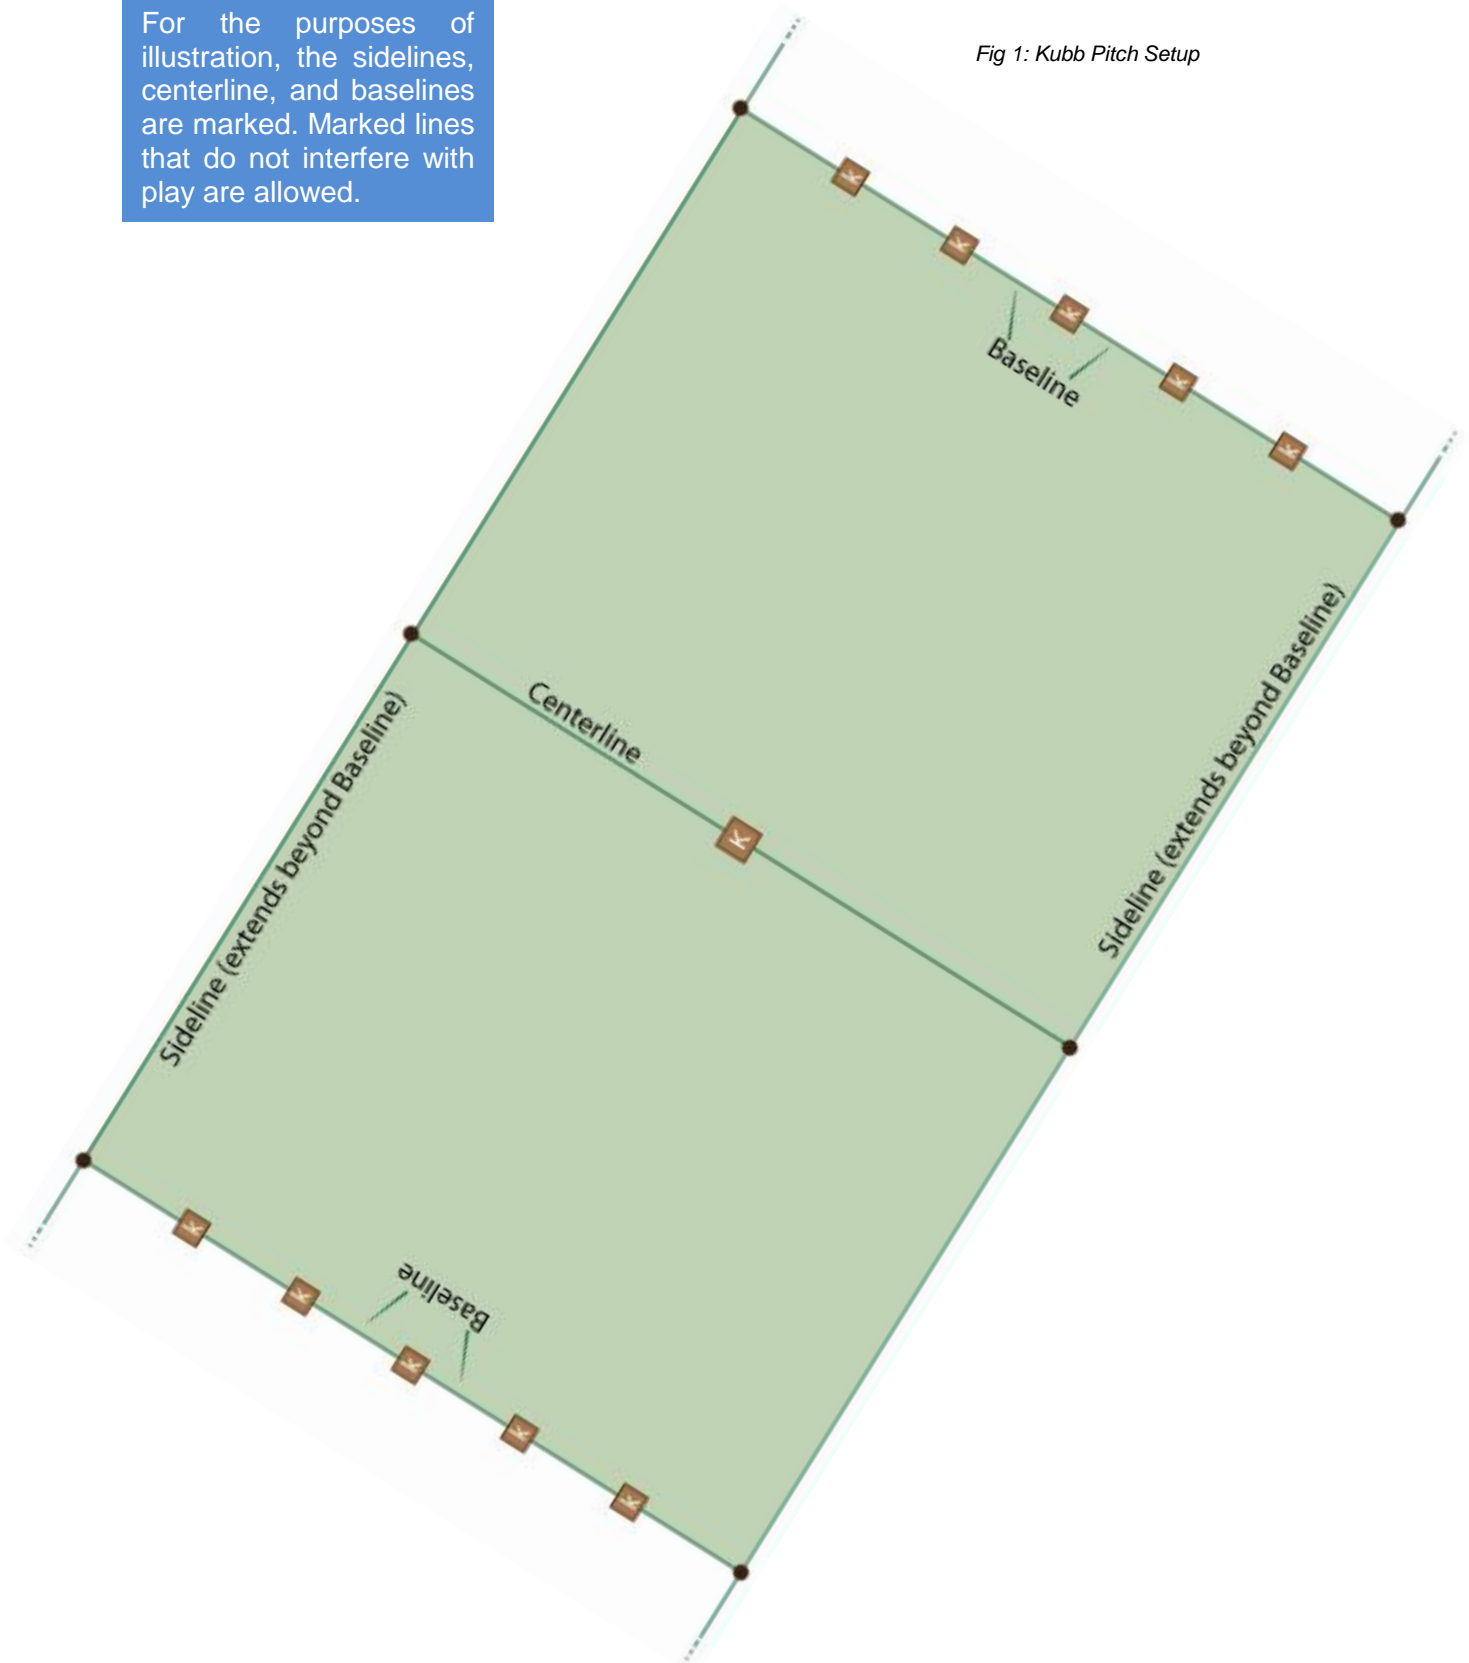 For the purposes of
illustration, the sidelines,
centerline, and baselines
are marked. Marked lines
that do not interfere with
play are allowed.
Fig 1: Kubb Pitch Setup
k
k
k
k
k
Baseline
Sideline (extends beyond Baseline)
Centerline
K
Sideline (extends beyond Baseline)
Baseline
k
k
k
k
k